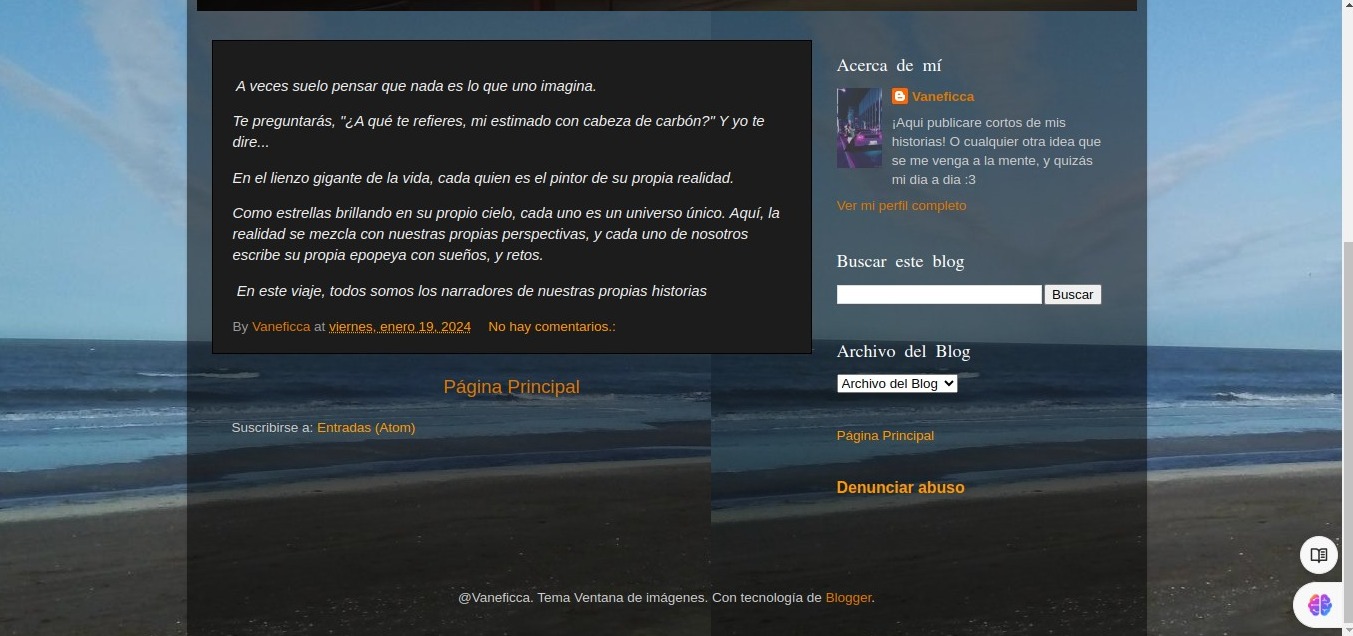 A veces suelo pensar que nada es lo que uno imagina.
Te preguntarás, "¿A qué te refieres, mi estimado con cabeza de carbón?" Y yo te
dire...
En el lienzo gigante de la vida, cada quien es el pintor de su propia realidad.
Como estrellas brillando en su propio cielo, cada uno es un universo único. Aquí, la
realidad se mezcla con nuestras propias perspectivas, y cada uno de nosotros
escribe su propia epopeya con sueños, y retos.
En este viaje, todos somos los narradores de nuestras propias historias
By Vaneficca at viernes, enero 19, 2024 No hay comentarios.:
Página Principal
Suscribirse a: Entradas (Atom)
Acerca de mí
Vaneficca
¡Aqui publicare cortos de mis
historias! O cualquier otra idea que
se me venga a la mente, y quizás
mi dia a dia :3
Ver mi perfil completo
Buscar este blog
Buscar
Archivo del Blog
Archivo del Blog
Página Principal
Denunciar abuso
@Vaneficca. Tema Ventana de imágenes. Con tecnología de Blogger.